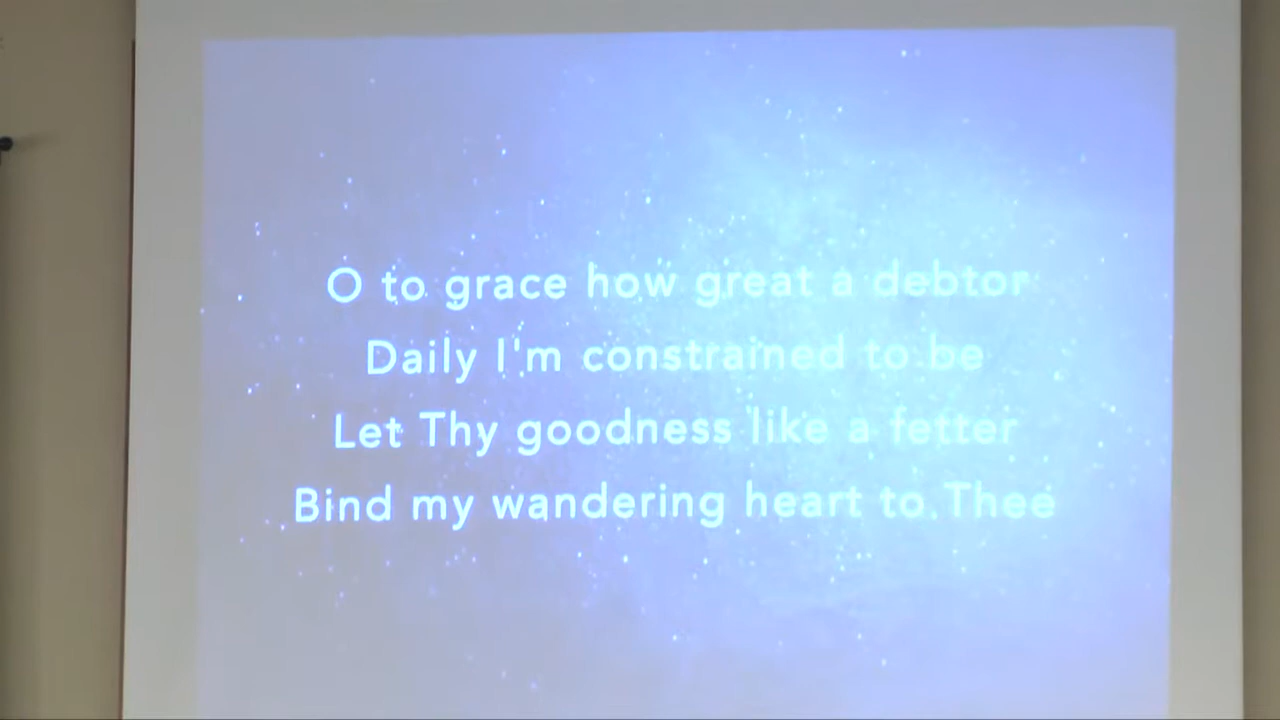 O to grace how great a debtor
Daily I'm constrained to be
Let Thy goodness like a fetter
Bind my wandering heart to Thee